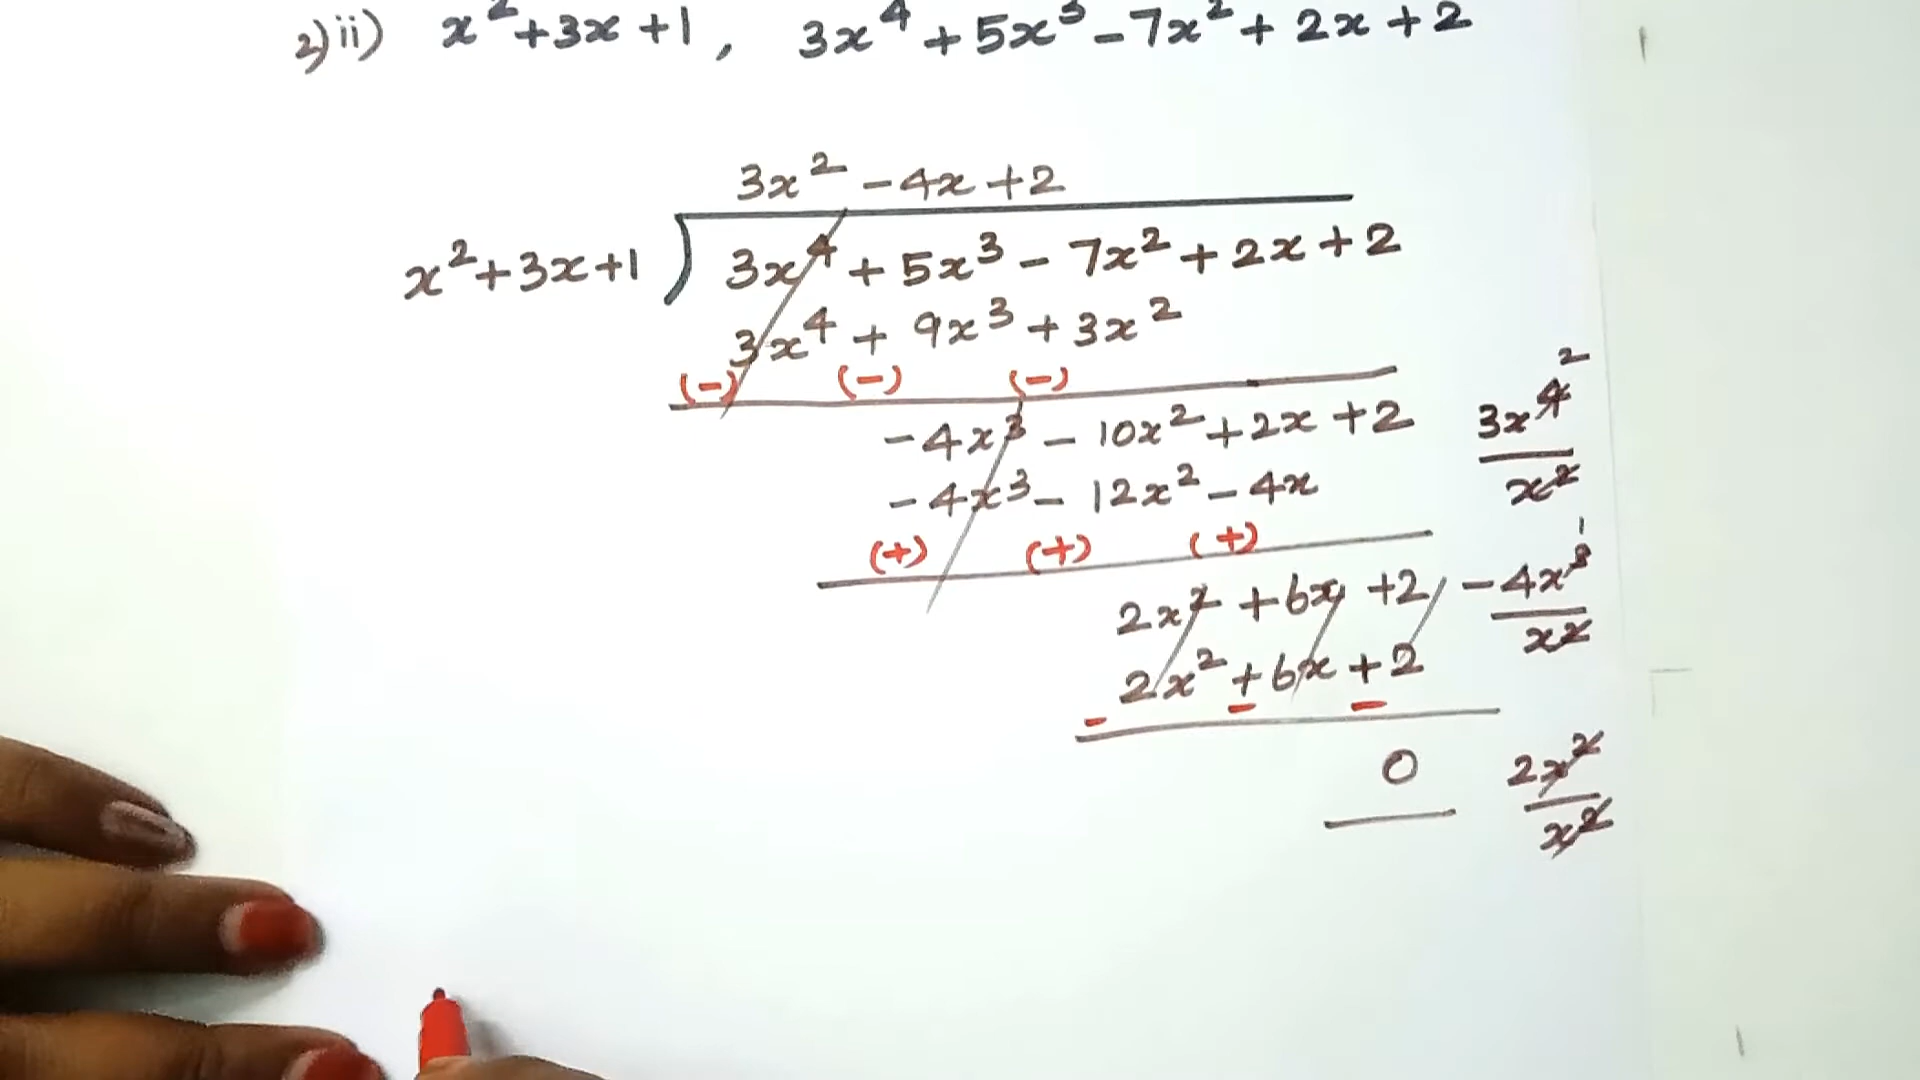 2) ii) x² + 3x + 1 , 3x⁴ + 5x³ - 7x² + 2x + 2
3x² - 4x + 2
x² + 3x + 1 ) 3x⁴ + 5x³ - 7x² + 2x + 2
3x⁴ + 9x³ + 3x²
(-) (-) (-)
-4x³ - 10x² + 2x + 2
-4x³ - 12x² - 4x
(+) (+) (+)
2x² + 6x + 2
2x² + 6x + 2
- - -
0
3x⁴ 2
x²
-4x³ 1
x²
2x²
x²